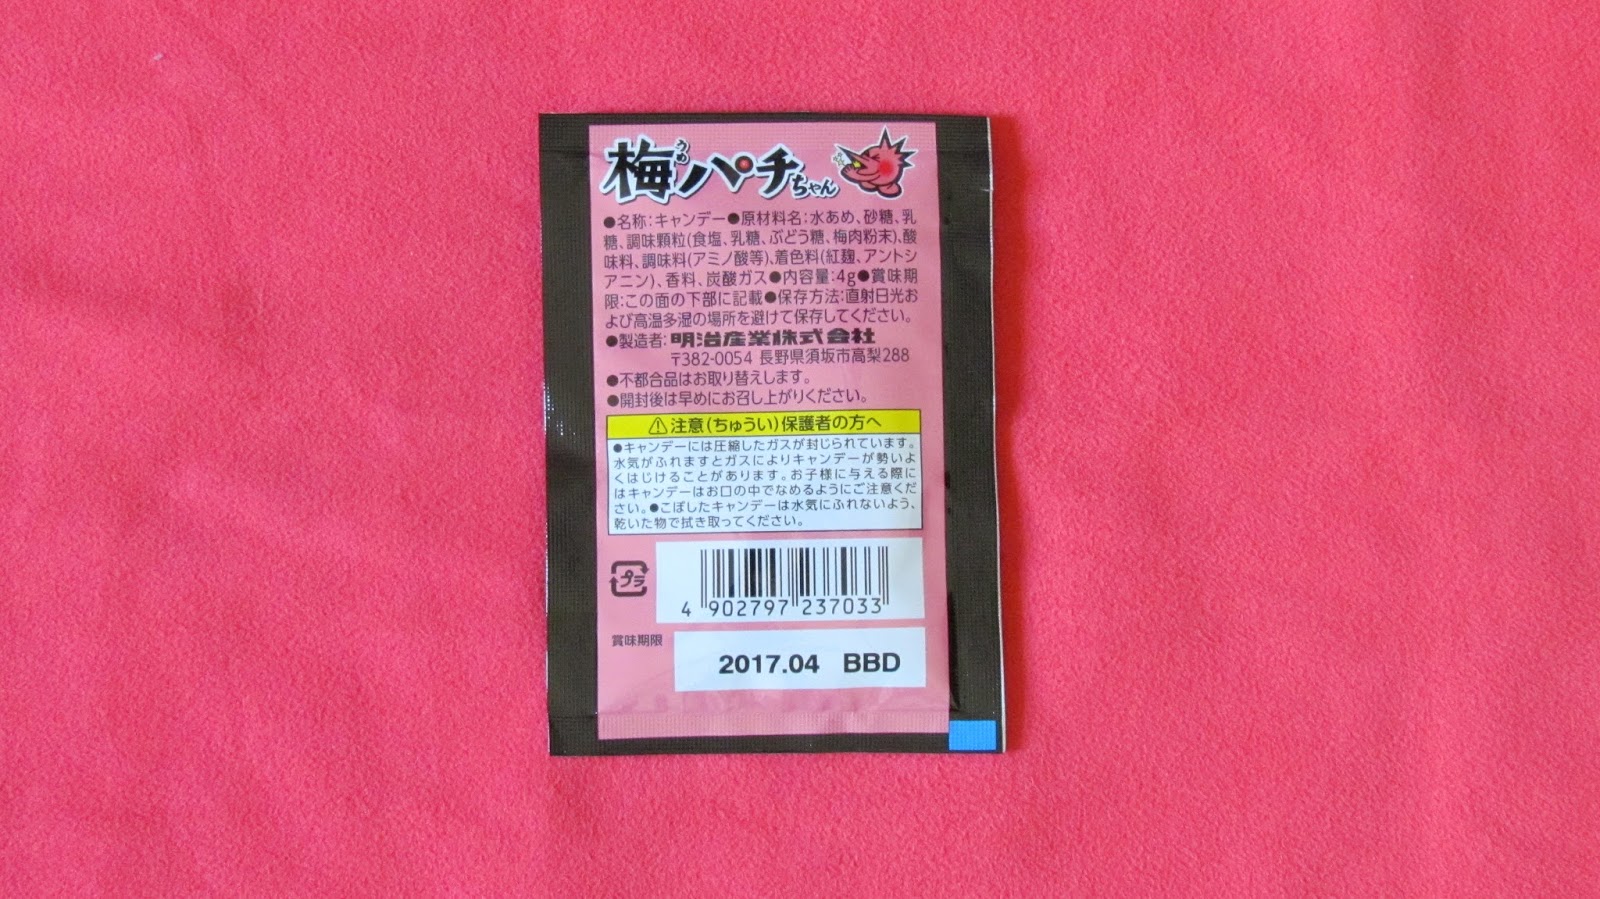 梅パチちゃん
うめ
●名称:キャンデー●原材料名:水あめ、砂糖、乳
糖、調味顆粒(食塩、乳糖、ぶどう糖、梅肉粉末)、酸
味料、調味料(アミノ酸等)、着色料(紅麹、アントシ
アニン)、香料、炭酸ガス●内容量:4g●賞味期
限:この面の下部に記載●保存方法:直射日光お
よび高温多湿の場所を避けて保存してください。
●製造者:明治産業株式会社
〒382-0054 長野県須坂市高梨288
●不都合品はお取り替えします。
●開封後は早めにお召し上がりください。
⚠注意(ちゅうい)保護者の方へ
●キャンデーには圧縮したガスが封じられています。
水気がふれますとガスによりキャンデーが勢いよ
くはじけることがあります。お子様に与える際に
はキャンデーはお口の中でなめるようにご注意くだ
さい。●こぼしたキャンデーは水気にふれないよう、
乾いた物で拭き取ってください。
プラ
4 902797 237033
賞味期限
2017.04 BBD